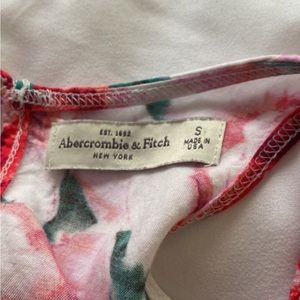 EST. 1892
Abercrombie & Fitch
NEW YORK
S
MADE IN
USA